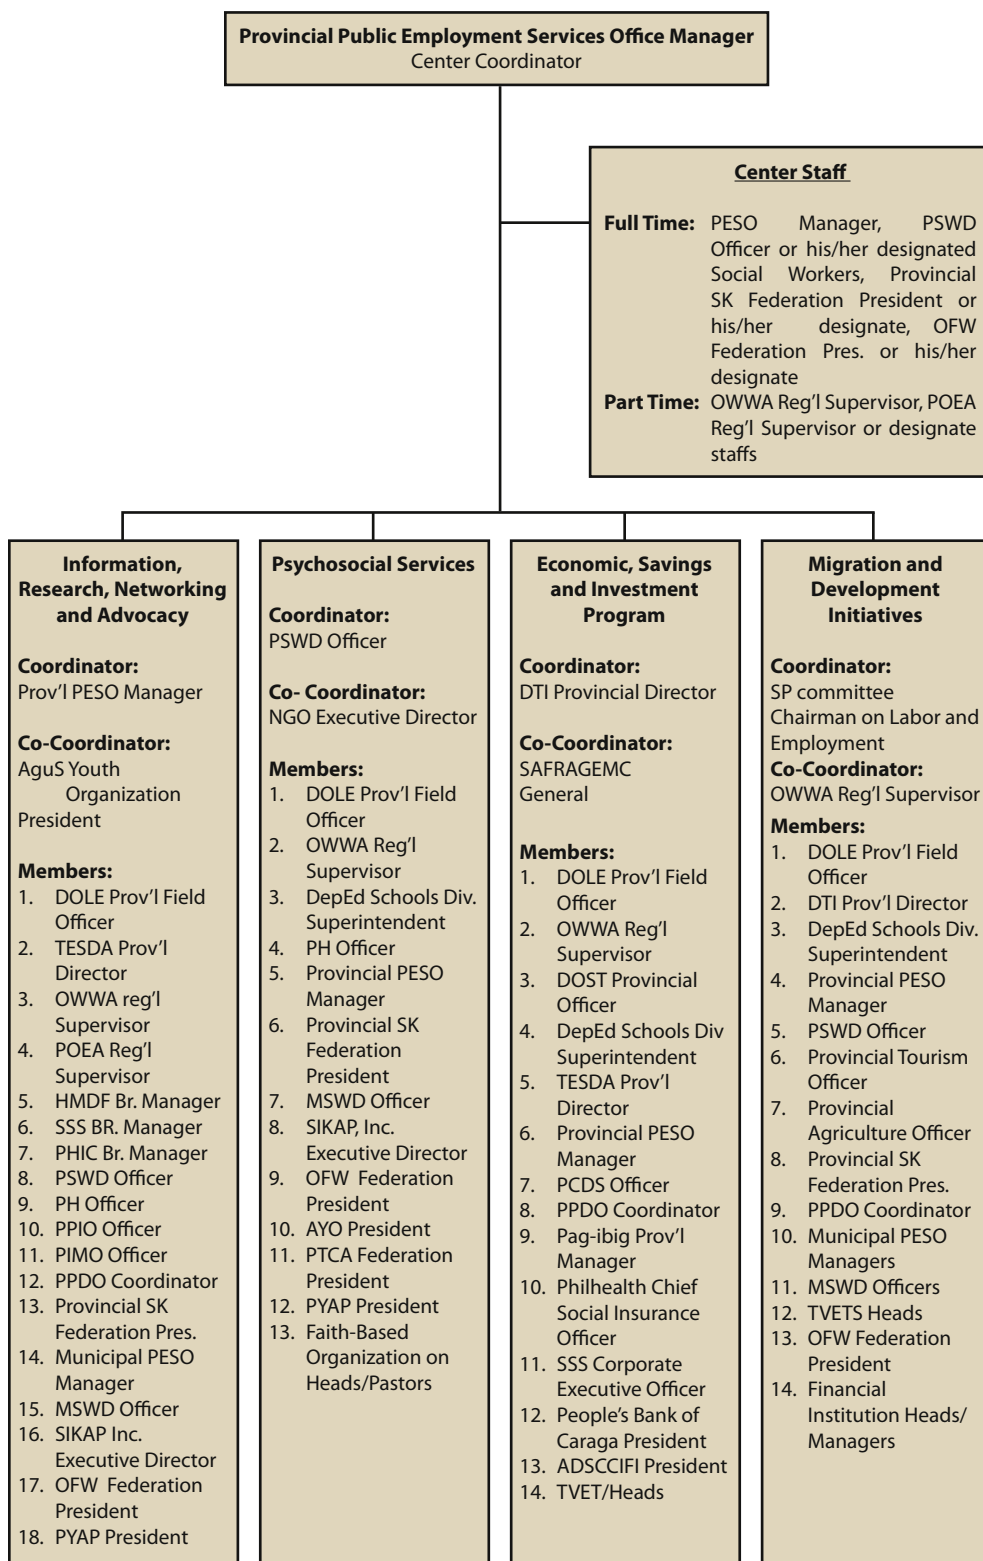 Provincial Public Employment Services Office Manager
Center Coordinator
Center Staff
Full Time: PESO Manager, PSWD
Officer or his/her designated
Social Workers, Provincial
SK Federation President or
his/her designate, OFW
Federation Pres. or his/her
designate
Part Time: OWWA Reg'l Supervisor, POEA
Reg'l Supervisor or designate
staffs
Information,
Research, Networking
and Advocacy
Coordinator:
Prov'l PESO Manager
Co-Coordinator:
AguS Youth
Organization
President
Members:
1. DOLE Prov'l Field
Officer
2. TESDA Prov'l
Director
3. OWWA reg'l
Supervisor
4. POEA Reg'l
Supervisor
5. HMDF Br. Manager
6. SSS BR. Manager
7. PHIC Br. Manager
8. PSWD Officer
9. PH Officer
10. PPIO Officer
11. PIMO Officer
12. PPDO Coordinator
13. Provincial SK
Federation Pres.
14. Municipal PESO
Manager
15. MSWD Officer
16. SIKAP Inc.
Executive Director
17. OFW Federation
President
18. PYAP President
Psychosocial Services
Coordinator:
PSWD Officer
Co- Coordinator:
NGO Executive Director
Members:
1. DOLE Prov'l Field
Officer
2. OWWA Reg'l
Supervisor
3. DepEd Schools Div.
Superintendent
4. PH Officer
5. Provincial PESO
Manager
6. Provincial SK
Federation
President
7. MSWD Officer
8. SIKAP, Inc.
Executive Director
9. OFW Federation
President
10. AYO President
11. PTCA Federation
President
12. PYAP President
13. Faith-Based
Organization on
Heads/Pastors
Economic, Savings
and Investment
Program
Coordinator:
DTI Provincial Director
Co-Coordinator:
SAFRAGEMC
General
Members:
1. DOLE Prov'l Field
Officer
2. OWWA Reg'l
Supervisor
3. DOST Provincial
Officer
4. DepEd Schools Div
Superintendent
5. TESDA Prov'l
Director
6. Provincial PESO
Manager
7. PCDS Officer
8. PPDO Coordinator
9. Pag-ibig Prov'l
Manager
10. Philhealth Chief
Social Insurance
Officer
11. SSS Corporate
Executive Officer
12. People's Bank of
Caraga President
13. ADSCCIFI President
14. TVET/Heads
Migration and
Development
Initiatives
Coordinator:
SP committee
Chairman on Labor and
Employment
Co-Coordinator:
OWWA Reg'l Supervisor
Members:
1. DOLE Prov'l Field
Officer
2. DTI Prov'l Director
3. DepEd Schools Div.
Superintendent
4. Provincial PESO
Manager
5. PSWD Officer
6. Provincial Tourism
Officer
7. Provincial
Agriculture Officer
8. Provincial SK
Federation Pres.
9. PPDO Coordinator
10. Municipal PESO
Managers
11. MSWD Officers
12. TVETS Heads
13. OFW Federation
President
14. Financial
Institution Heads/
Managers